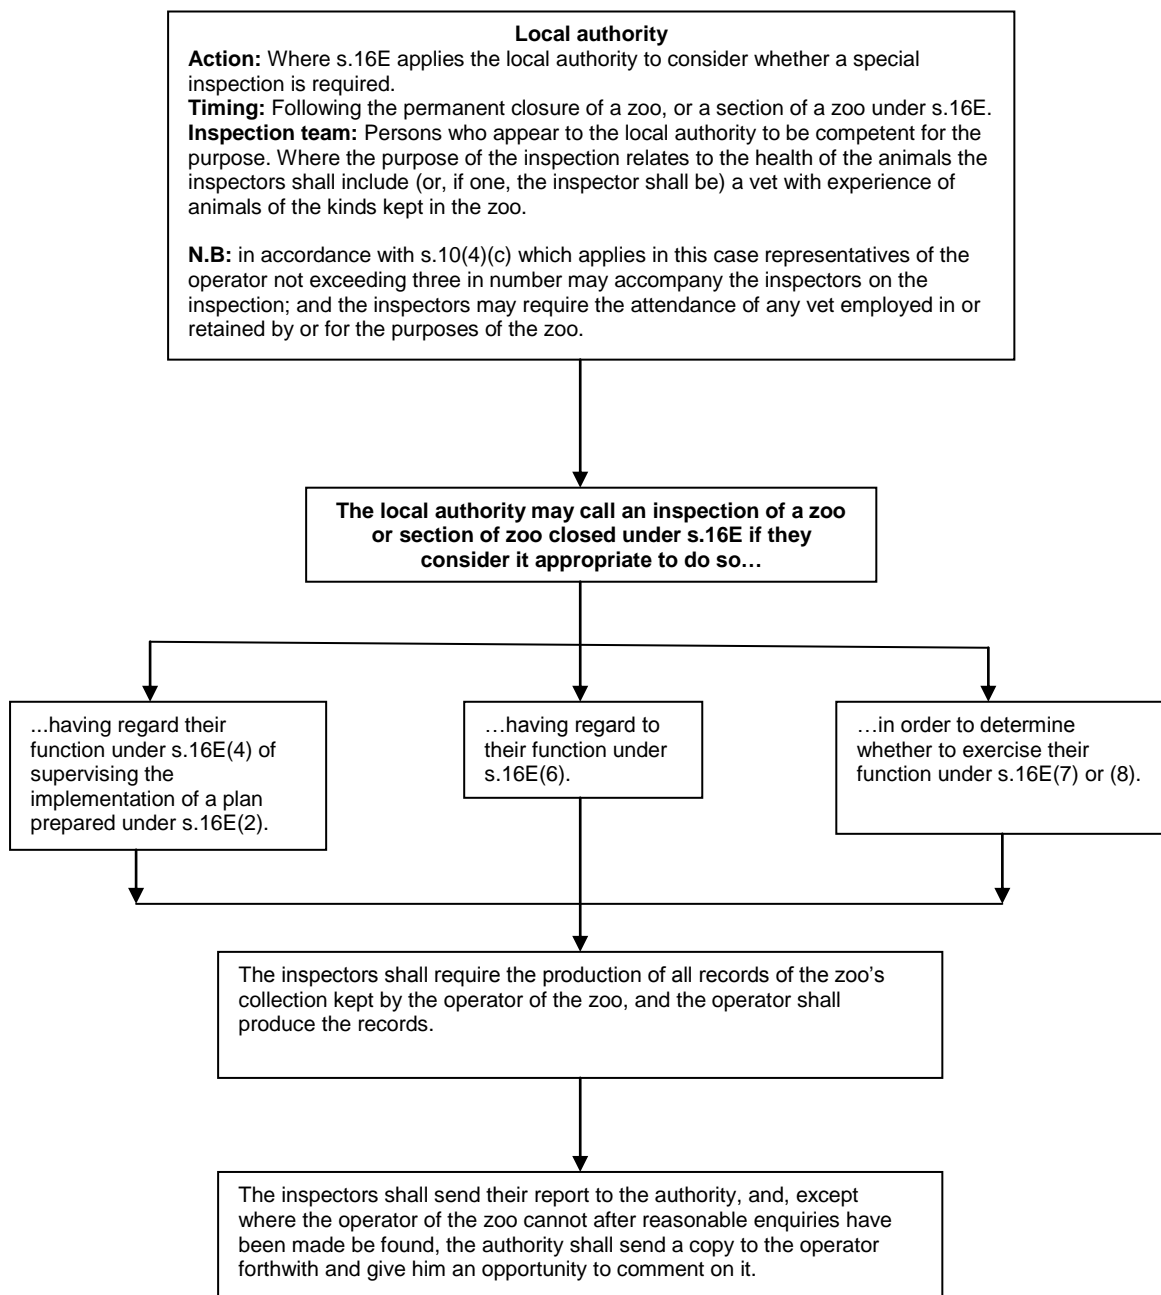 Local authority
Action: Where s.16E applies the local authority to consider whether a special
inspection is required.
Timing: Following the permanent closure of a zoo, or a section of a zoo under s.16E.
Inspection team: Persons who appear to the local authority to be competent for the
purpose. Where the purpose of the inspection relates to the health of the animals the
inspectors shall include (or, if one, the inspector shall be) a vet with experience of
animals of the kinds kept in the zoo.
N.B: in accordance with s.10(4)(c) which applies in this case representatives of the
operator not exceeding three in number may accompany the inspectors on the
inspection; and the inspectors may require the attendance of any vet employed in or
retained by or for the purposes of the zoo.
The local authority may call an inspection of a zoo
or section of zoo closed under s.16E if they
consider it appropriate to do so…
...having regard their
function under s.16E(4) of
supervising the
implementation of a plan
prepared under s.16E(2).
…having regard to
their function under
s.16E(6).
…in order to determine
whether to exercise their
function under s.16E(7) or (8).
The inspectors shall require the production of all records of the zoo’s
collection kept by the operator of the zoo, and the operator shall
produce the records.
The inspectors shall send their report to the authority, and, except
where the operator of the zoo cannot after reasonable enquiries have
been made be found, the authority shall send a copy to the operator
forthwith and give him an opportunity to comment on it.